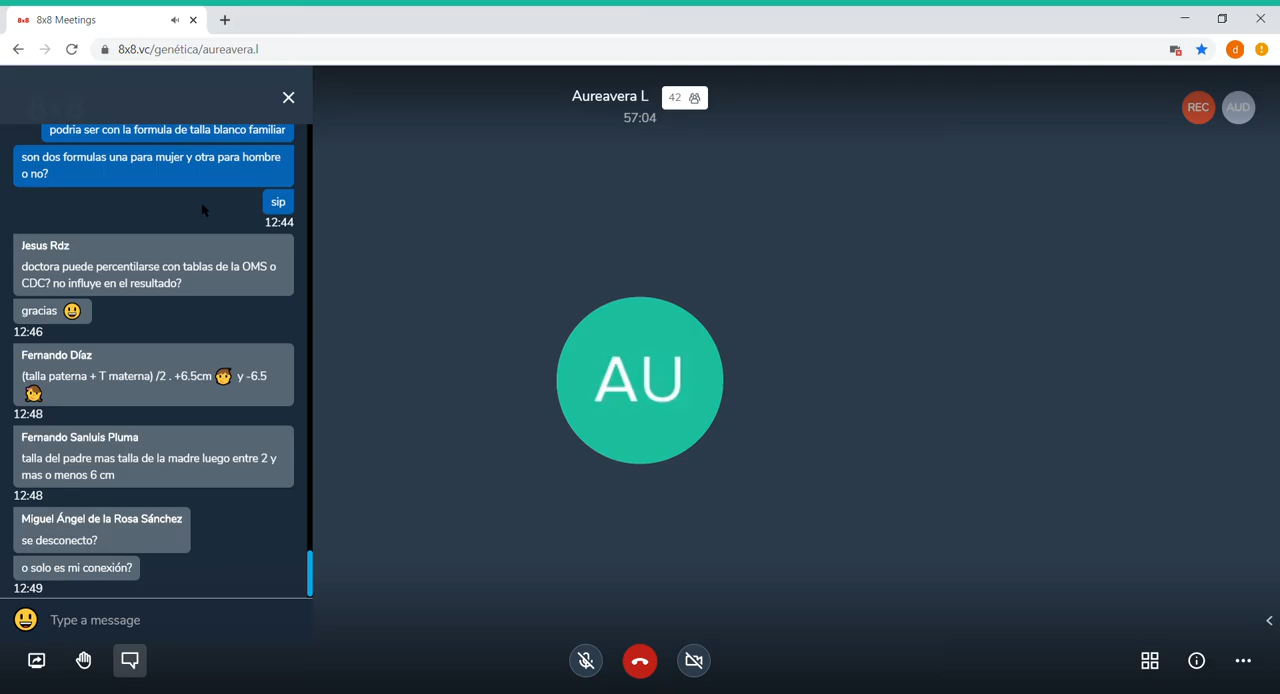 8x8 Meetings
8x8.vc/genética/aureavera.l
d
Aureavera L
42
57:04
REC
AUD
podria ser con la formula de talla blanco familiar
son dos formulas una para mujer y otra para hombre
o no?
sip
12:44
Jesus Rdz
doctora puede percentilarse con tablas de la OMS o
CDC? no influye en el resultado?
gracias
12:46
Fernando Díaz
(talla paterna + T materna) /2 . +6.5cm 👦 y -6.5
👧
12:48
Fernando Sanluis Pluma
talla del padre mas talla de la madre luego entre 2 y
mas o menos 6 cm
12:48
Miguel Ángel de la Rosa Sánchez
se desconecto?
o solo es mi conexión?
12:49
Type a message
AU